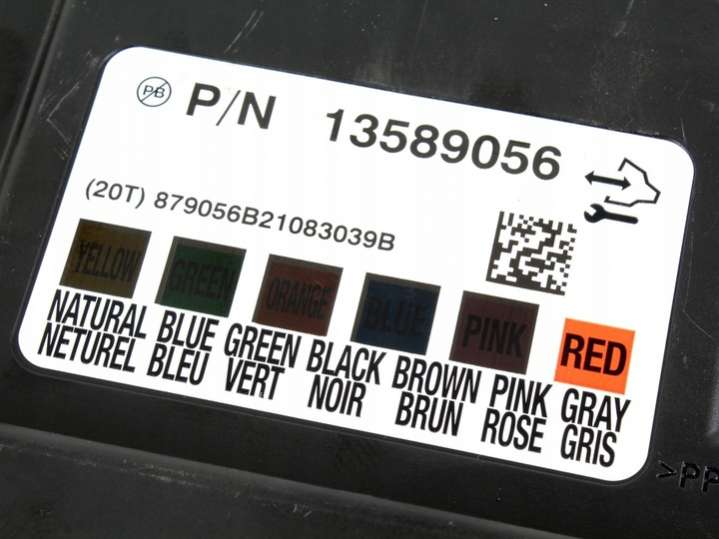 PB P/N 13589056
(20T) 879056B21083039B
YELLOW GREEN ORANGE BLUE PINK RED
NATURAL BLUE GREEN BLACK BROWN PINK GRAY
NETUREL BLEU VERT NOIR BRUN ROSE GRIS
>PP